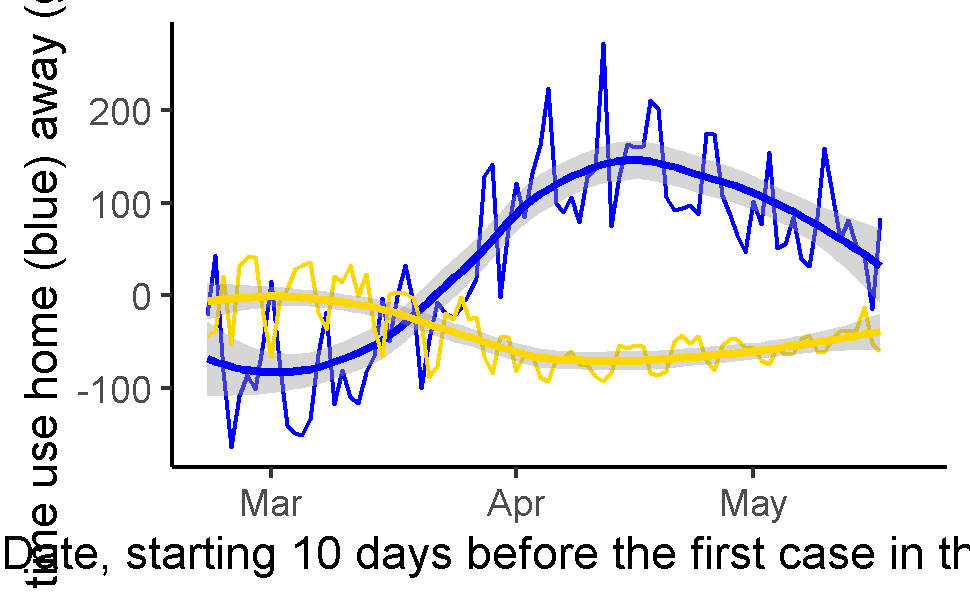 time use home (blue) away (
200
100
0
-100
Mar Apr May
Date, starting 10 days before the first case in th